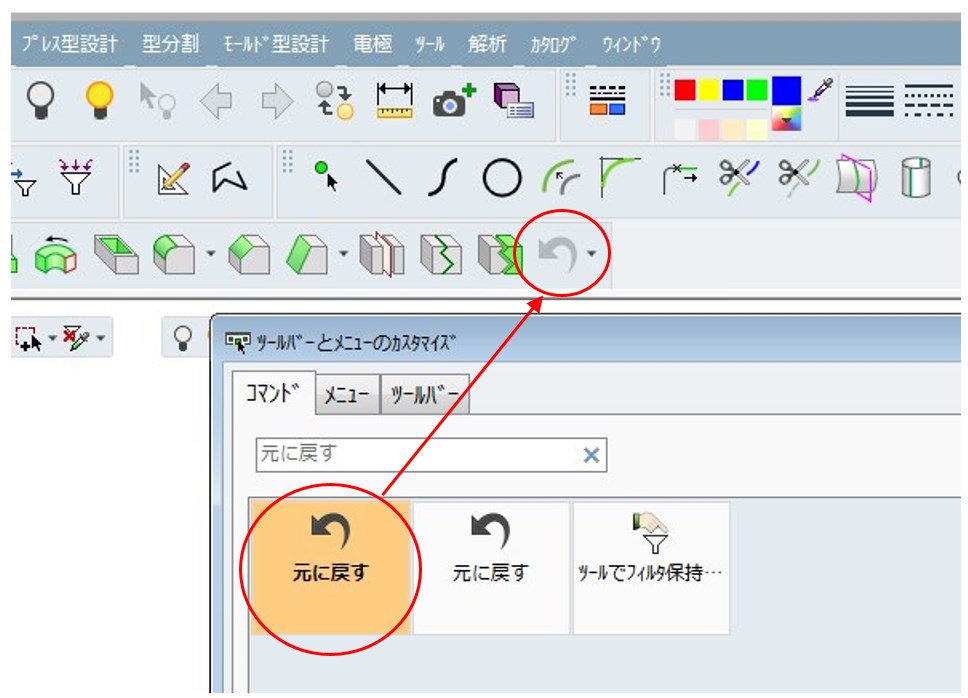 ﾌﾟﾚｽ型設計 型分割 ﾓｰﾙﾄﾞ型設計 電極 ﾂｰﾙ 解析 ｶﾀﾛｸﾞ ｳｨﾝﾄﾞｳ
ﾂｰﾙﾊﾞｰとﾒﾆｭｰのｶｽﾀﾏｲｽﾞ
ｺﾏﾝﾄﾞ ﾒﾆｭｰ ﾂｰﾙﾊﾞｰ
元に戻す
元に戻す 元に戻す ﾂｰﾙでﾌｨﾙﾀ保持…